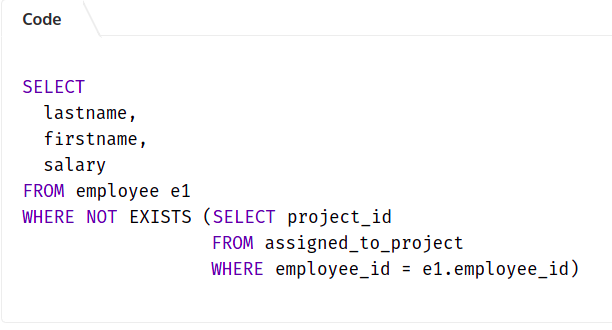 Code
SELECT
lastname,
firstname,
salary
FROM employee e1
WHERE NOT EXISTS (SELECT project_id
FROM assigned_to_project
WHERE employee_id = e1.employee_id)